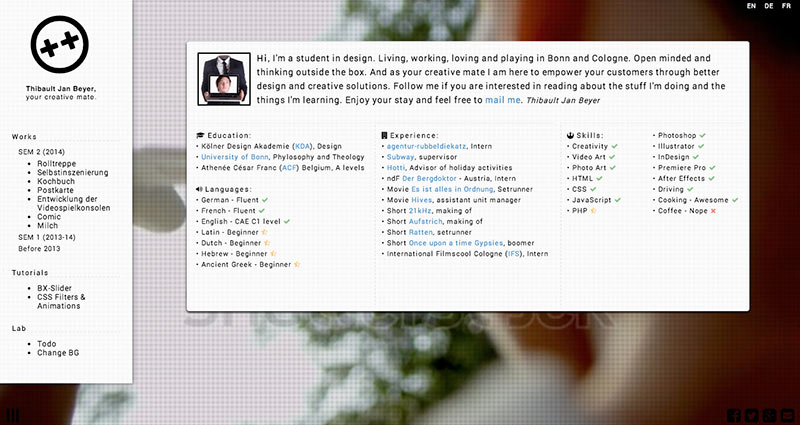 EN DE FR
Thibault Jan Beyer,
your creative mate.
Works
SEM 2 (2014)
• Rolltreppe
• Selbstinszenierung
• Kochbuch
• Postkarte
• Entwicklung der
Videospielkonsolen
• Comic
• Milch
SEM 1 (2013-14)
Before 2013
Tutorials
• BX-Slider
• CSS Filters &
Animations
Lab
• Todo
• Change BG
Hi, I'm a student in design. Living, working, loving and playing in Bonn and Cologne. Open minded and
thinking outside the box. And as your creative mate I am here to empower your customers through better
design and creative solutions. Follow me if you are interested in reading about the stuff I'm doing and the
things I'm learning. Enjoy your stay and feel free to mail me. Thibault Jan Beyer
Education:
• Kölner Design Akademie (KDA), Design
• University of Bonn, Phylosophy and Theology
• Athenée César Franc (ACF) Belgium, A levels
Languages:
• German - Fluent ✓
• French - Fluent ✓
• English - CAE C1 level ✓
• Latin - Beginner
• Dutch - Beginner
• Hebrew - Beginner
• Ancient Greek - Beginner
Experience:
• agentur-rubbeldiekatz, Intern
• Subway, supervisor
• Hotti, Advisor of holiday activities
• ndF Der Bergdoktor - Austria, Intern
• Movie Es ist alles in Ordnung, Setrunner
• Movie Hives, assistant unit manager
• Short 21kHz, making of
• Short Aufstrich, making of
• Short Ratten, setrunner
• Short Once upon a time Gypsies, boomer
• International Filmscool Cologne (IFS), Intern
Skills:
• Creativity ✓
• Video Art ✓
• Photo Art ✓
• HTML ✓
• CSS ✓
• JavaScript ✓
• PHP
• Photoshop ✓
• Illustrator ✓
• InDesign ✓
• Premiere Pro ✓
• After Effects ✓
• Driving ✓
• Cooking - Awesome ✓
• Coffee - Nope ✗